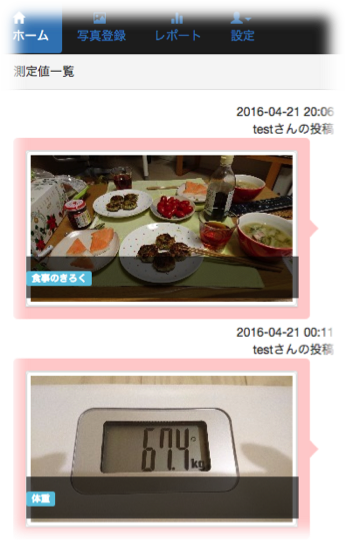 ホーム 写真登録 レポート 設定
測定値一覧
2016-04-21 20:06
testさんの投稿
食事のきろく
2016-04-21 00:11
testさんの投稿
67.4
kg
体重